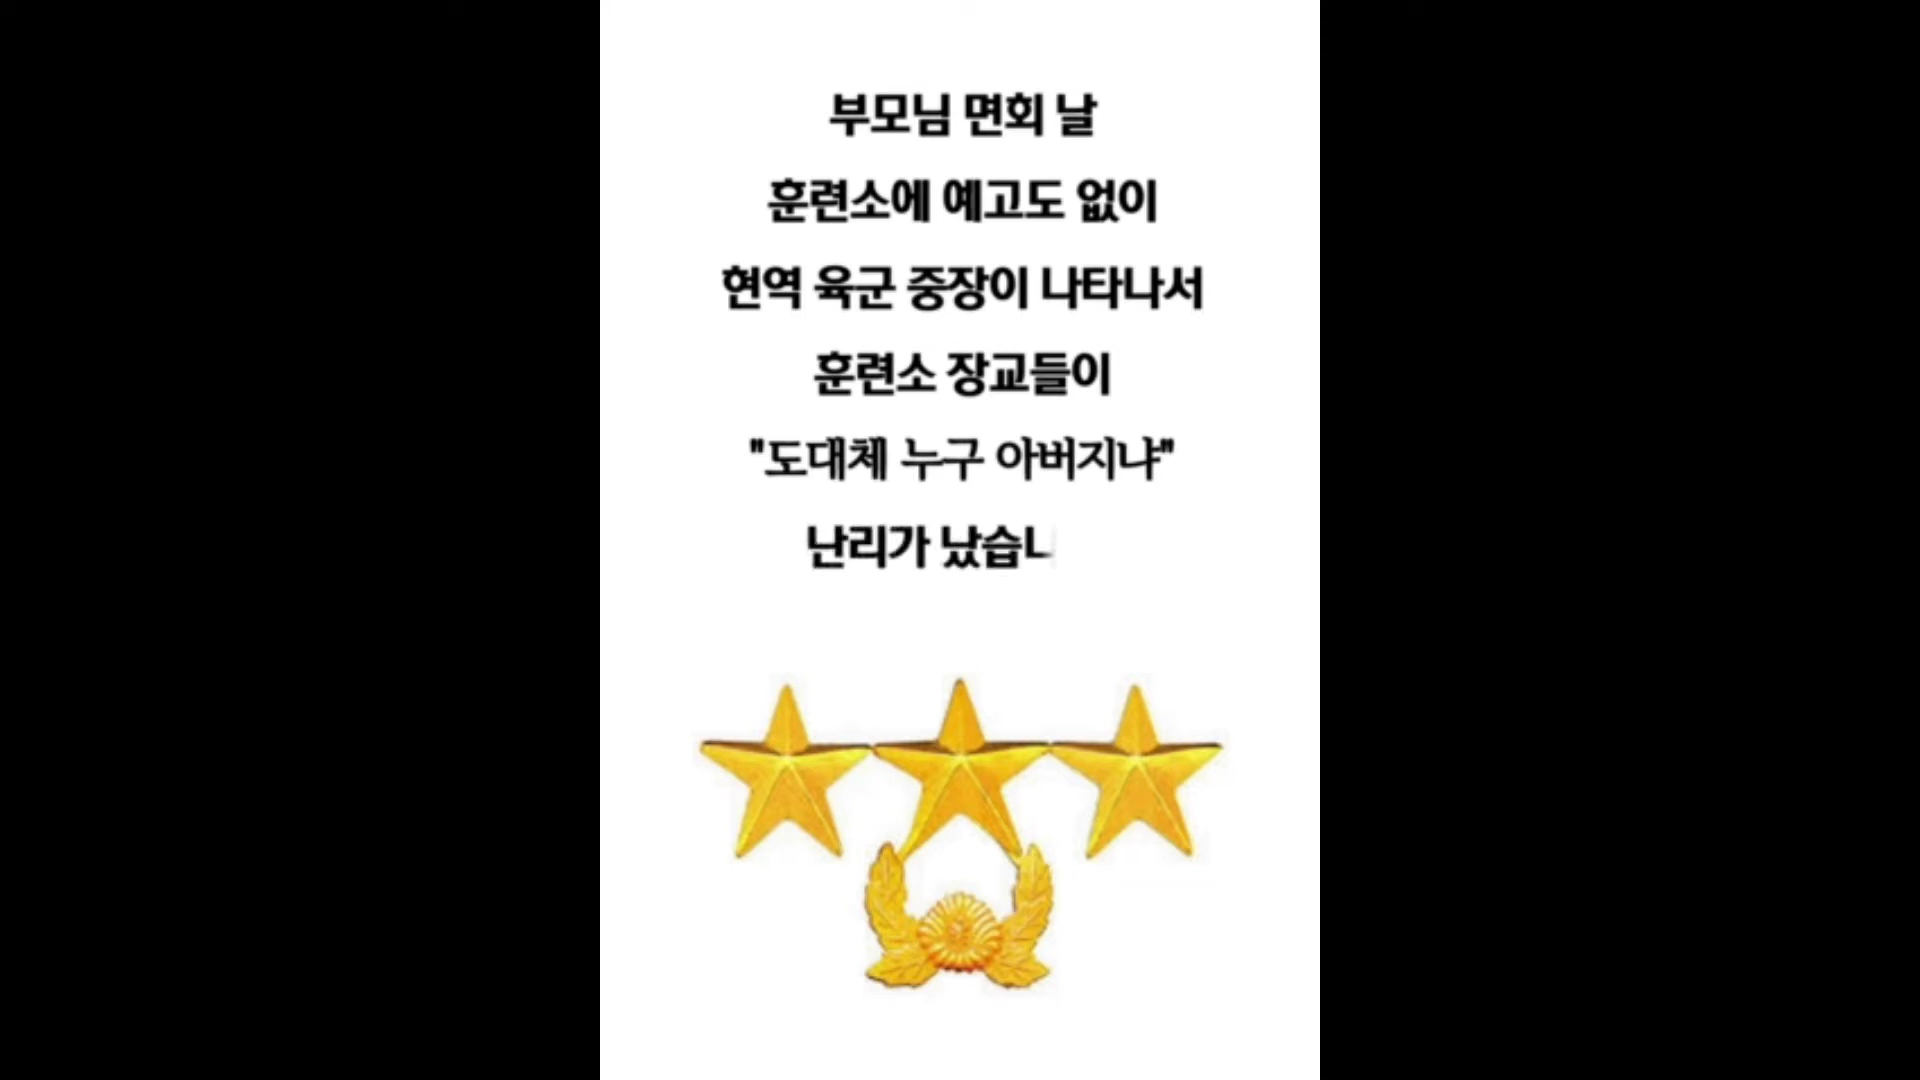 부모님 면회 날
훈련소에 예고도 없이
현역 육군 중장이 나타나서
훈련소 장교들이
"도대체 누구 아버지냐"
난리가 났습니